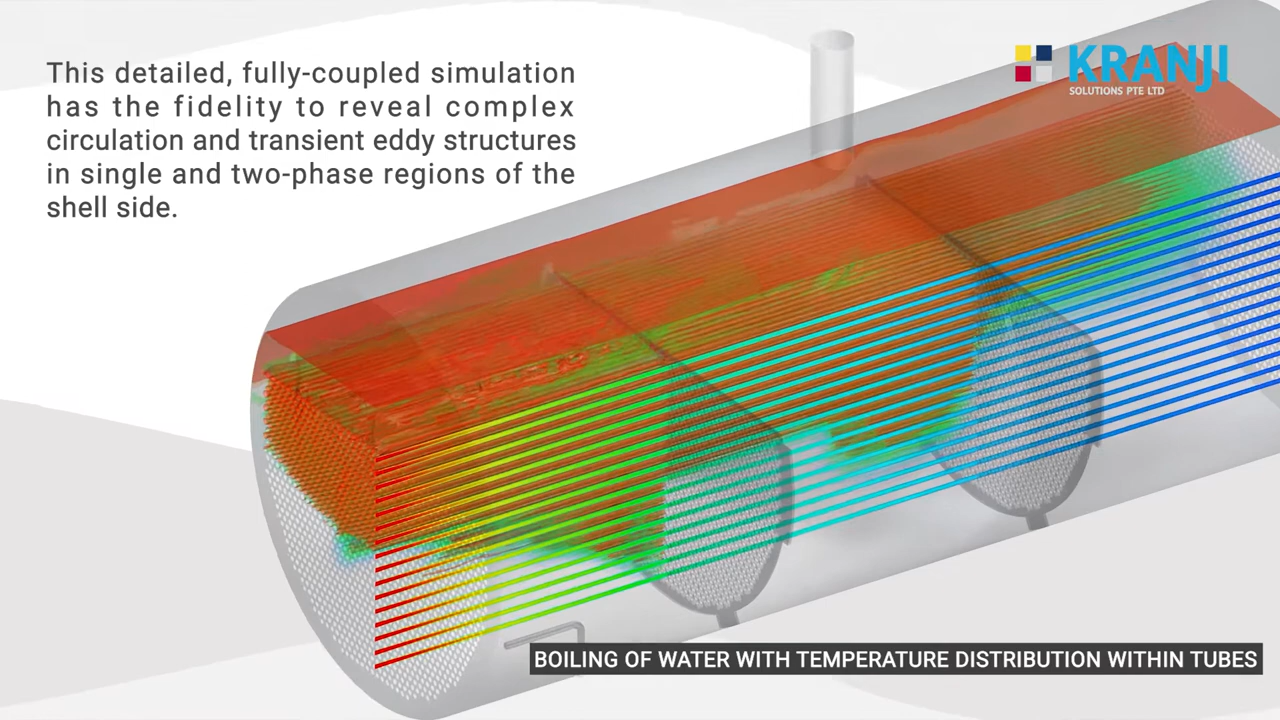 This detailed, fully-coupled simulation
has the fidelity to reveal complex
circulation and transient eddy structures
in single and two-phase regions of the
shell side.
KRANJI
SOLUTIONS PTE LTD
BOILING OF WATER WITH TEMPERATURE DISTRIBUTION WITHIN TUBES